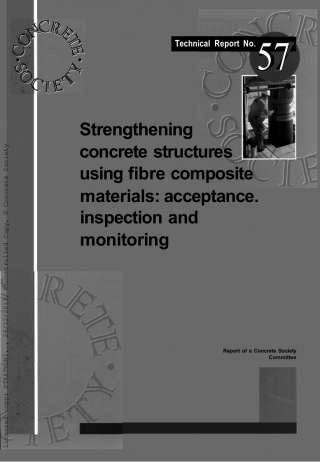 CONCRETE
SOCIETY
Technical Report No.
57
Strengthening
concrete structures
using fibre composite
materials: acceptance.
inspection and
monitoring
Report of a Concrete Society
Committee